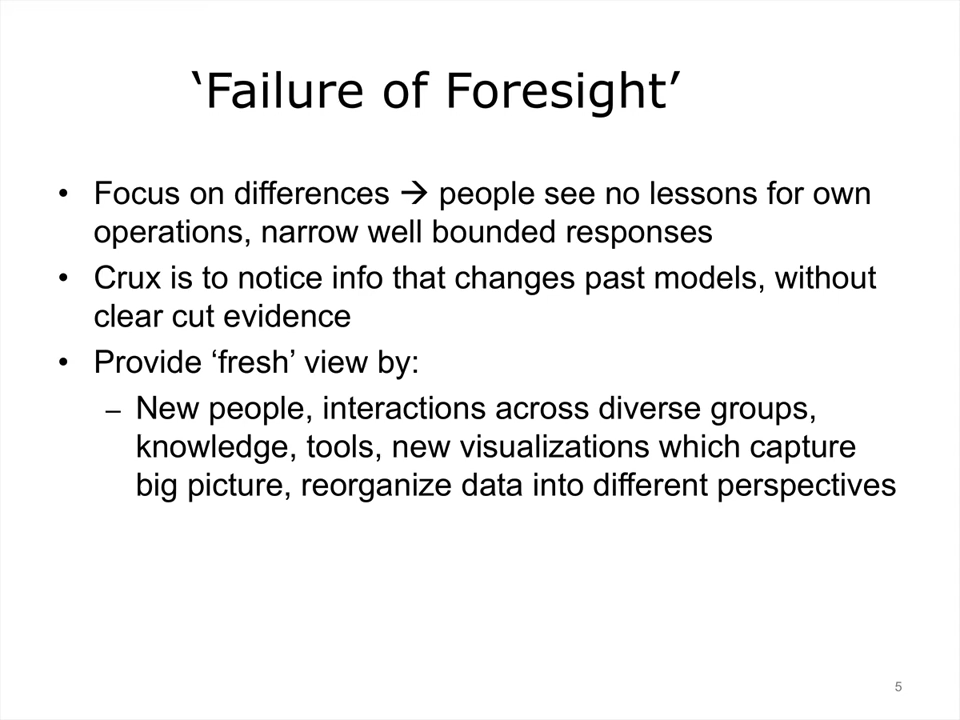 ‘Failure of Foresight’
• Focus on differences → people see no lessons for own
operations, narrow well bounded responses
• Crux is to notice info that changes past models, without
clear cut evidence
• Provide ‘fresh’ view by:
– New people, interactions across diverse groups,
knowledge, tools, new visualizations which capture
big picture, reorganize data into different perspectives
5